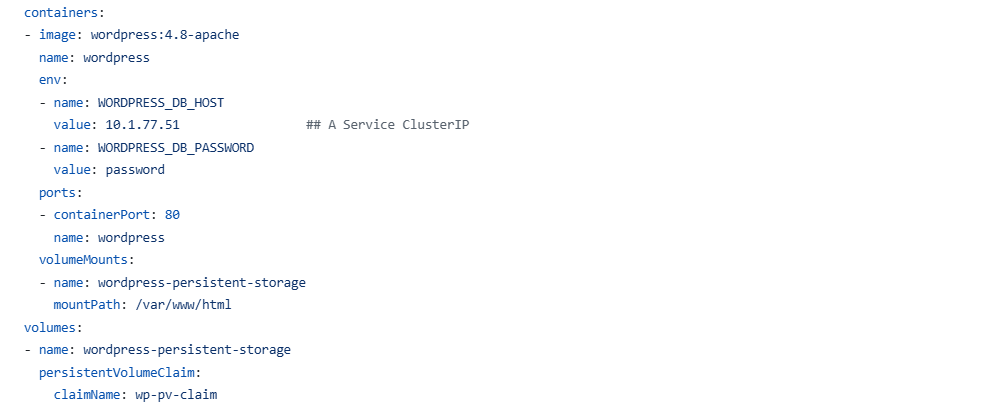 containers:
- image: wordpress:4.8-apache
  name: wordpress
  env:
  - name: WORDPRESS_DB_HOST
    value: 10.1.77.51                 ## A Service ClusterIP
  - name: WORDPRESS_DB_PASSWORD
    value: password
  ports:
  - containerPort: 80
    name: wordpress
  volumeMounts:
  - name: wordpress-persistent-storage
    mountPath: /var/www/html
volumes:
- name: wordpress-persistent-storage
  persistentVolumeClaim:
    claimName: wp-pv-claim